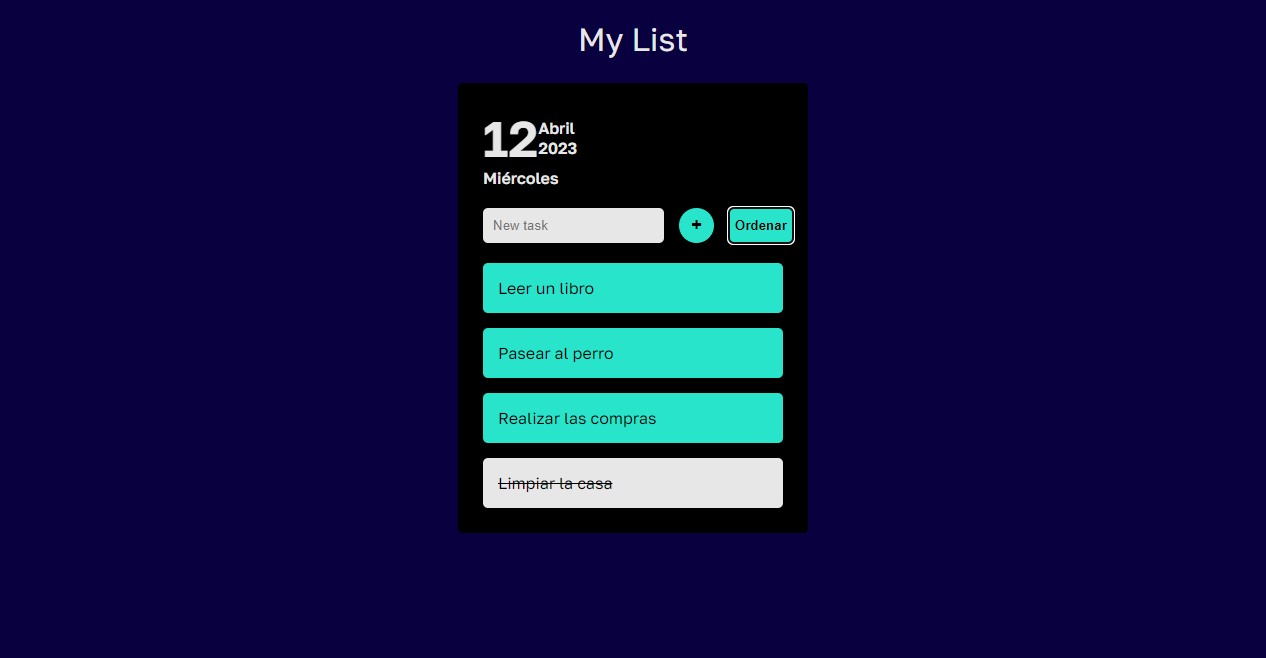 My List
12
Abril
2023
Miércoles
New task
+
Ordenar
Leer un libro
Pasear al perro
Realizar las compras
Limpiar la casa